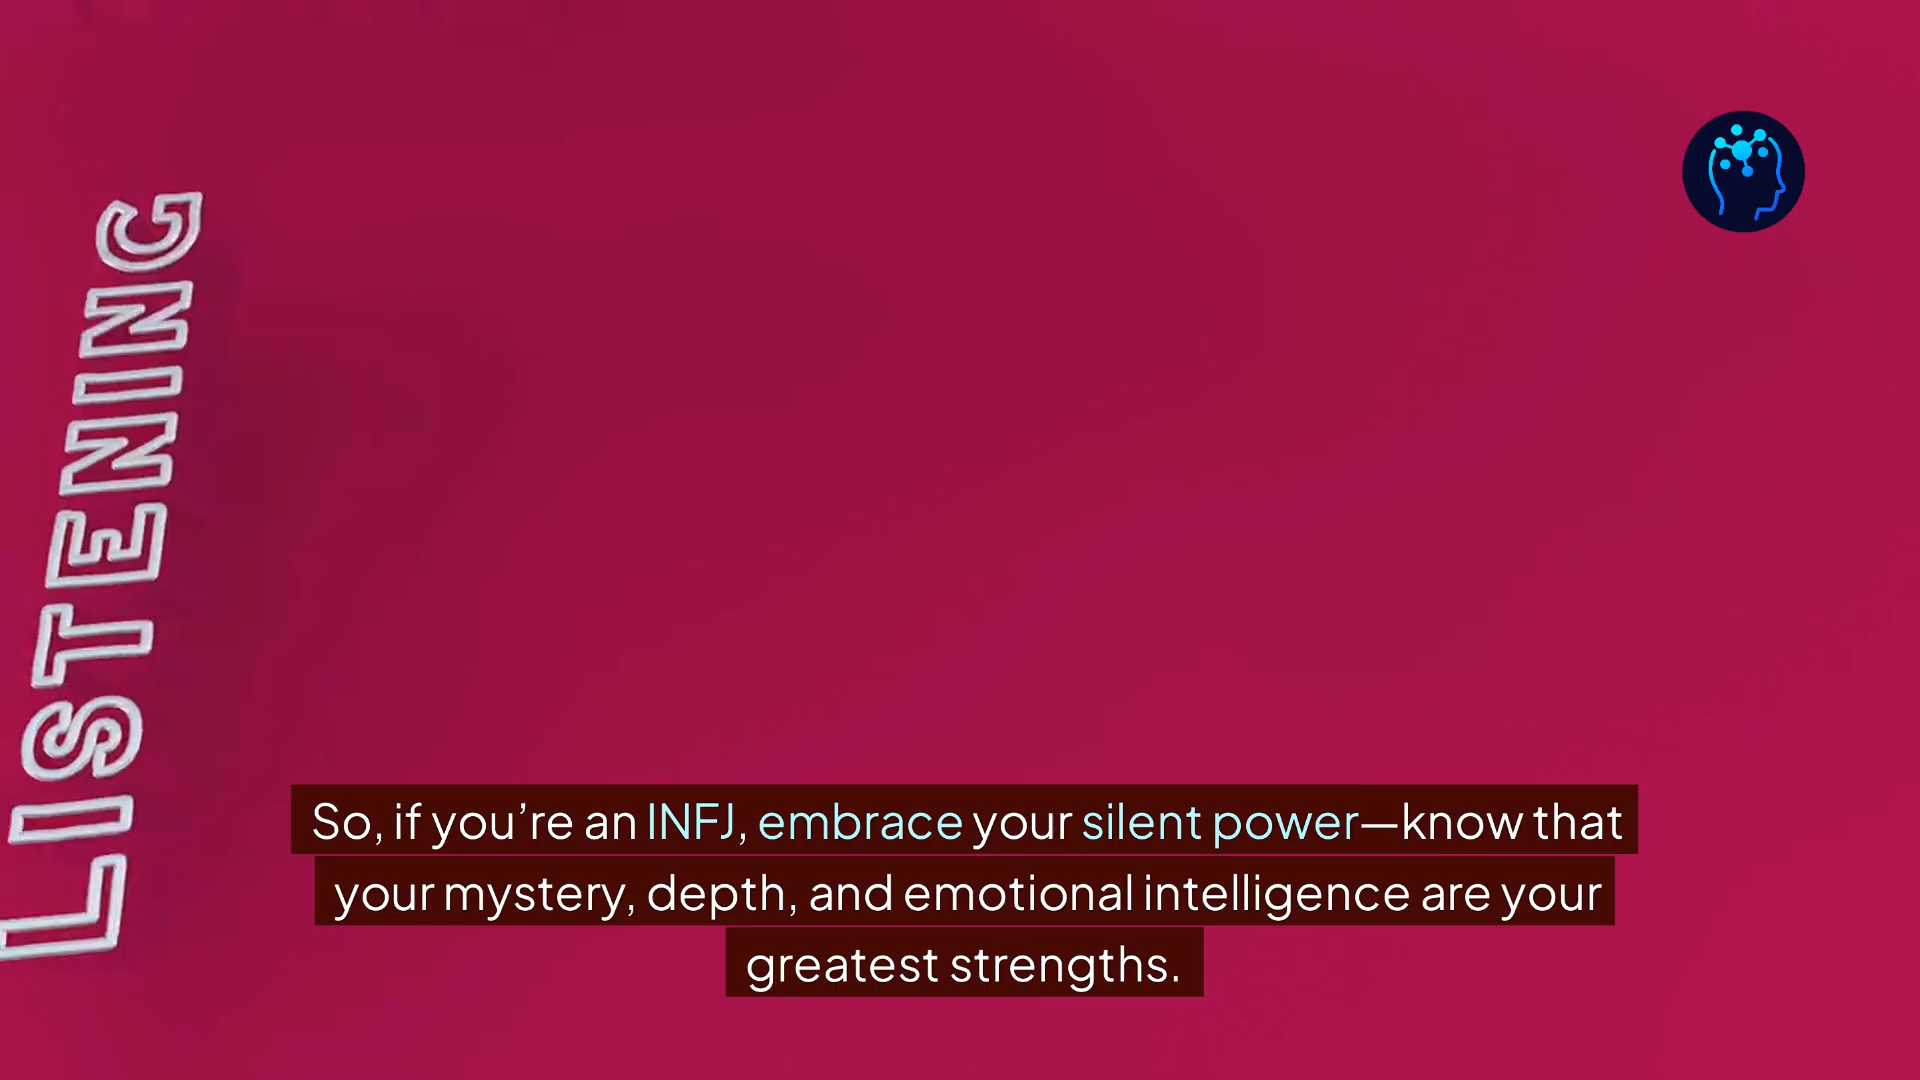 LISTENING
So, if you’re an INFJ, embrace your silent power—know that
your mystery, depth, and emotional intelligence are your
greatest strengths.